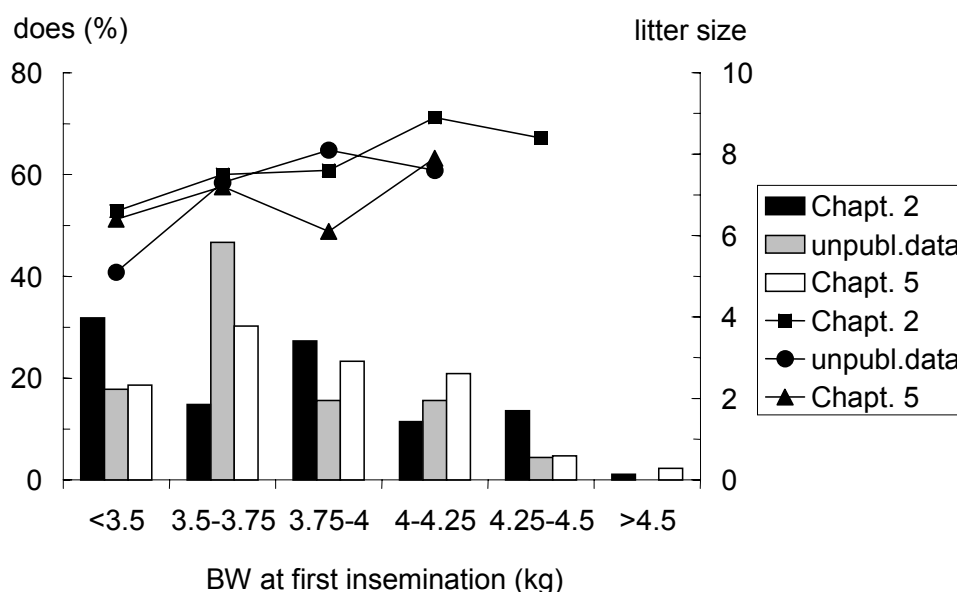 does (%)
litter size
80
60
40
20
0
10
8
6
4
2
0
<3.5
3.5-3.75
3.75-4
4-4.25
4.25-4.5
>4.5
BW at first insemination (kg)
Chapt. 2
unpubl.data
Chapt. 5
Chapt. 2
unpubl.data
Chapt. 5